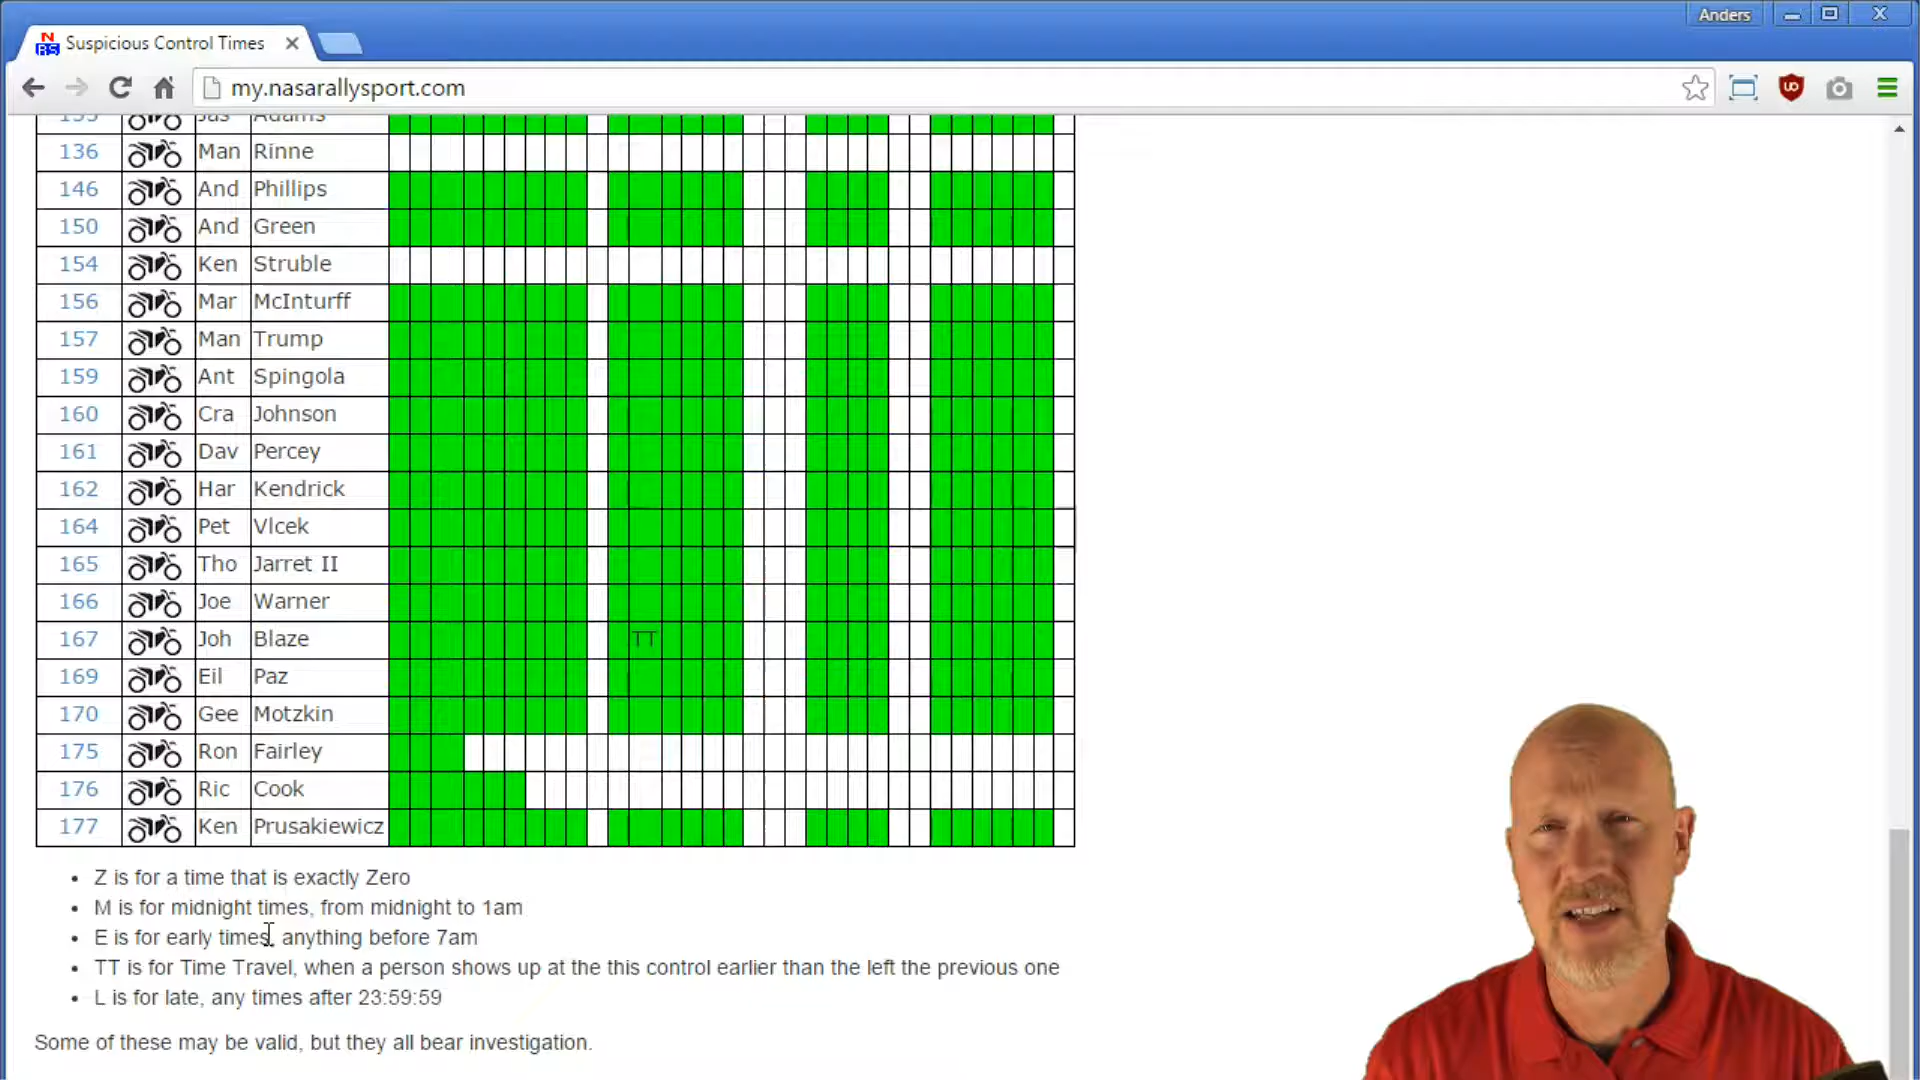 Anders
NRS Suspicious Control Times
my.nasarallysport.com
Jas Adams
136 Man Rinne
146 And Phillips
150 And Green
154 Ken Struble
156 Mar McInturff
157 Man Trump
159 Ant Spingola
160 Cra Johnson
161 Dav Percey
162 Har Kendrick
164 Pet Vlcek
165 Tho Jarret II
166 Joe Warner
167 Joh Blaze TT
169 Eil Paz
170 Gee Motzkin
175 Ron Fairley
176 Ric Cook
177 Ken Prusakiewicz
• Z is for a time that is exactly Zero
• M is for midnight times, from midnight to 1am
• E is for early times, anything before 7am
• TT is for Time Travel, when a person shows up at the this control earlier than the left the previous one
• L is for late, any times after 23:59:59
Some of these may be valid, but they all bear investigation.